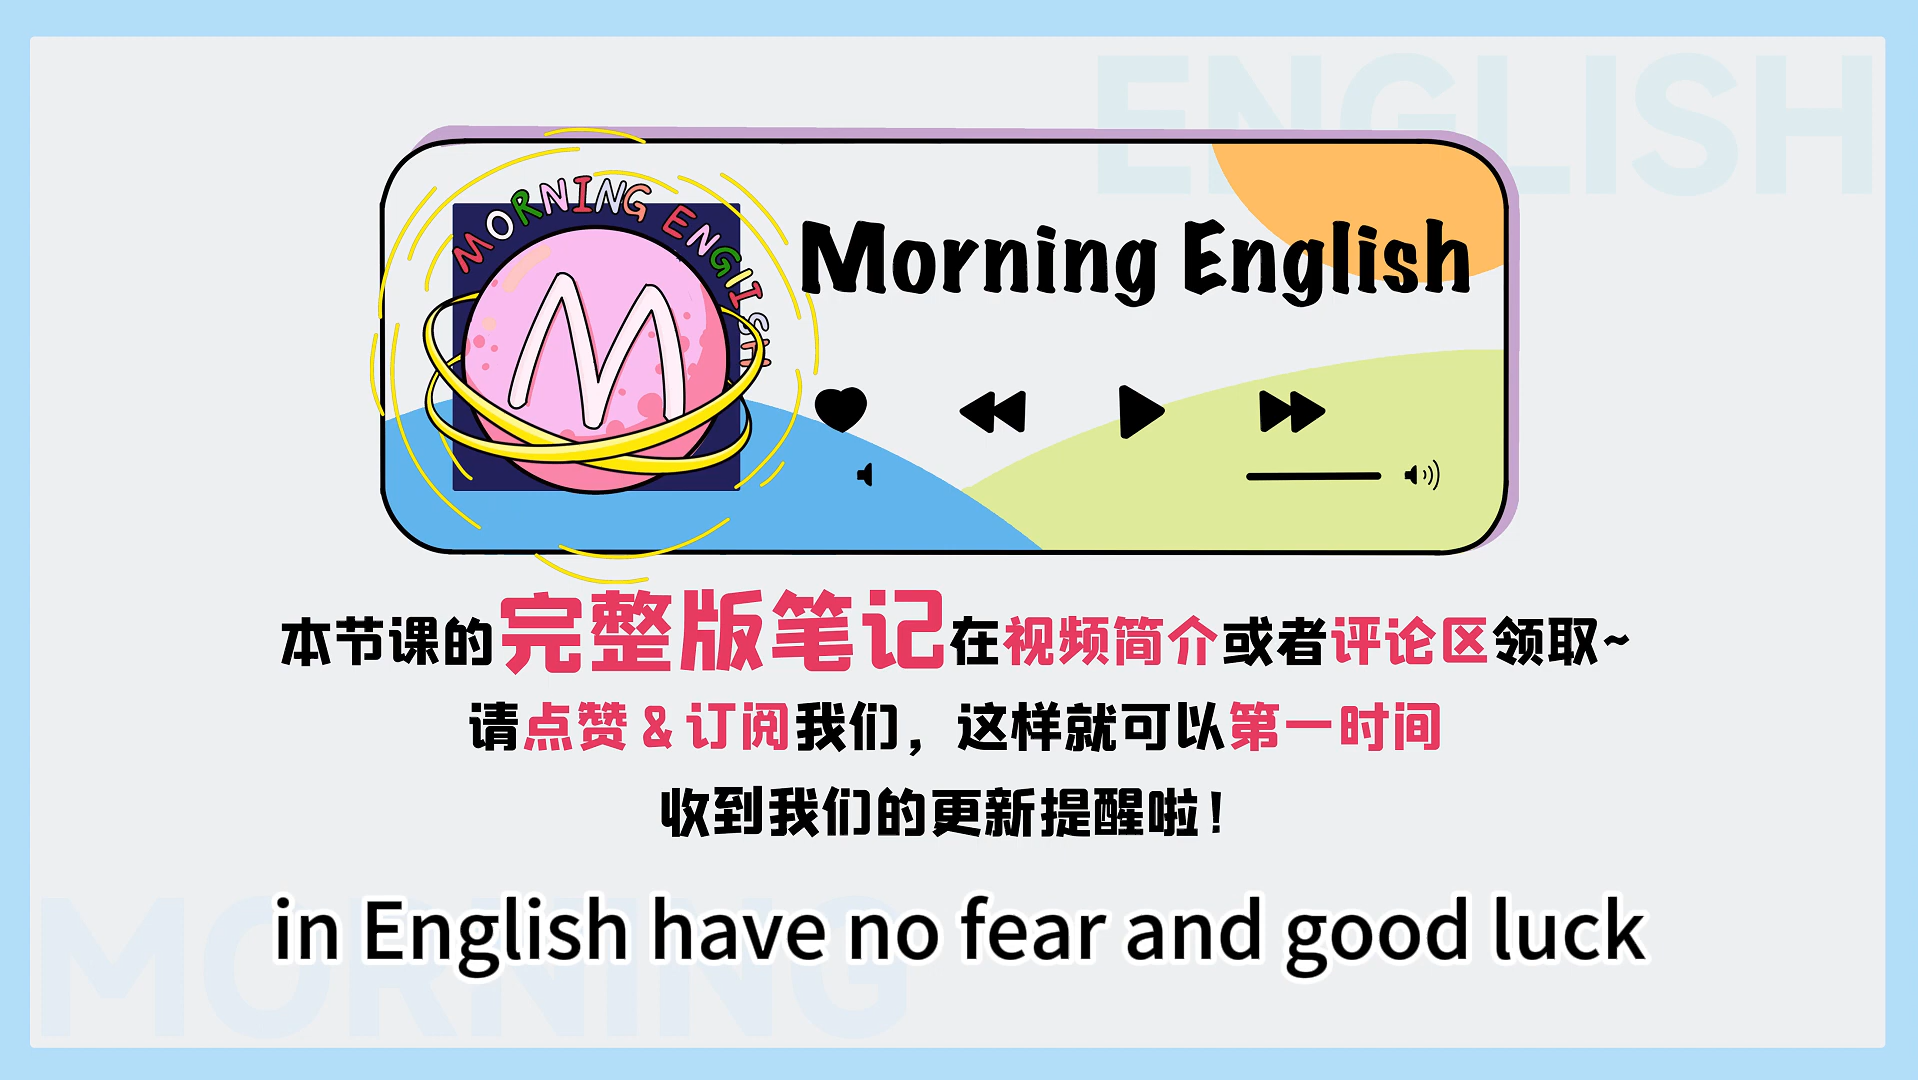 ENGLISH
MORNING ENGLISH
M
Morning English
本节课的完整版笔记在视频简介或者评论区领取~
请点赞&订阅我们，这样就可以第一时间
收到我们的更新提醒啦！
MORNING
in English have no fear and good luck